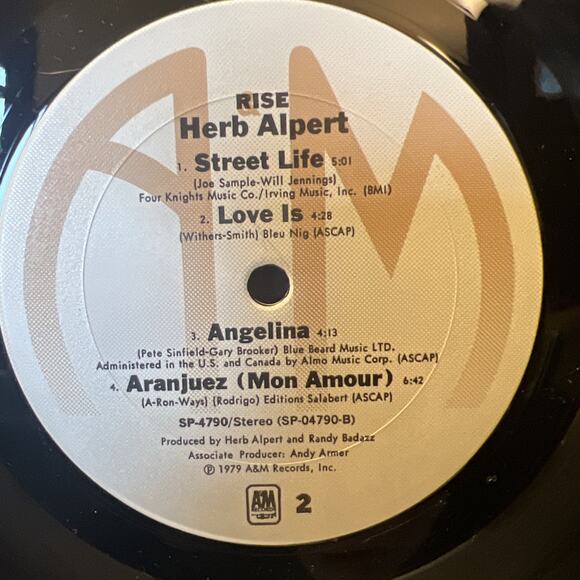 RISE
Herb Alpert
1. Street Life 5:01
(Joe Sample-Will Jennings)
Four Knights Music Co./Irving Music, Inc. (BMI)
2. Love Is 4:28
(Withers-Smith) Bleu Nig (ASCAP)
3. Angelina 4:13
(Pete Sinfield-Gary Brooker) Blue Beard Music LTD.
Administered in the U.S. and Canada by Almo Music Corp. (ASCAP)
4. Aranjuez (Mon Amour) 6:42
(A-Ron-Ways) (Rodrigo) Editions Salabert (ASCAP)
SP-4790/Stereo (SP-04790-B)
Produced by Herb Alpert and Randy Badazz
Associate Producer: Andy Armer
Ⓟ 1979 A&M Records, Inc.
A&M
RECORDS
2